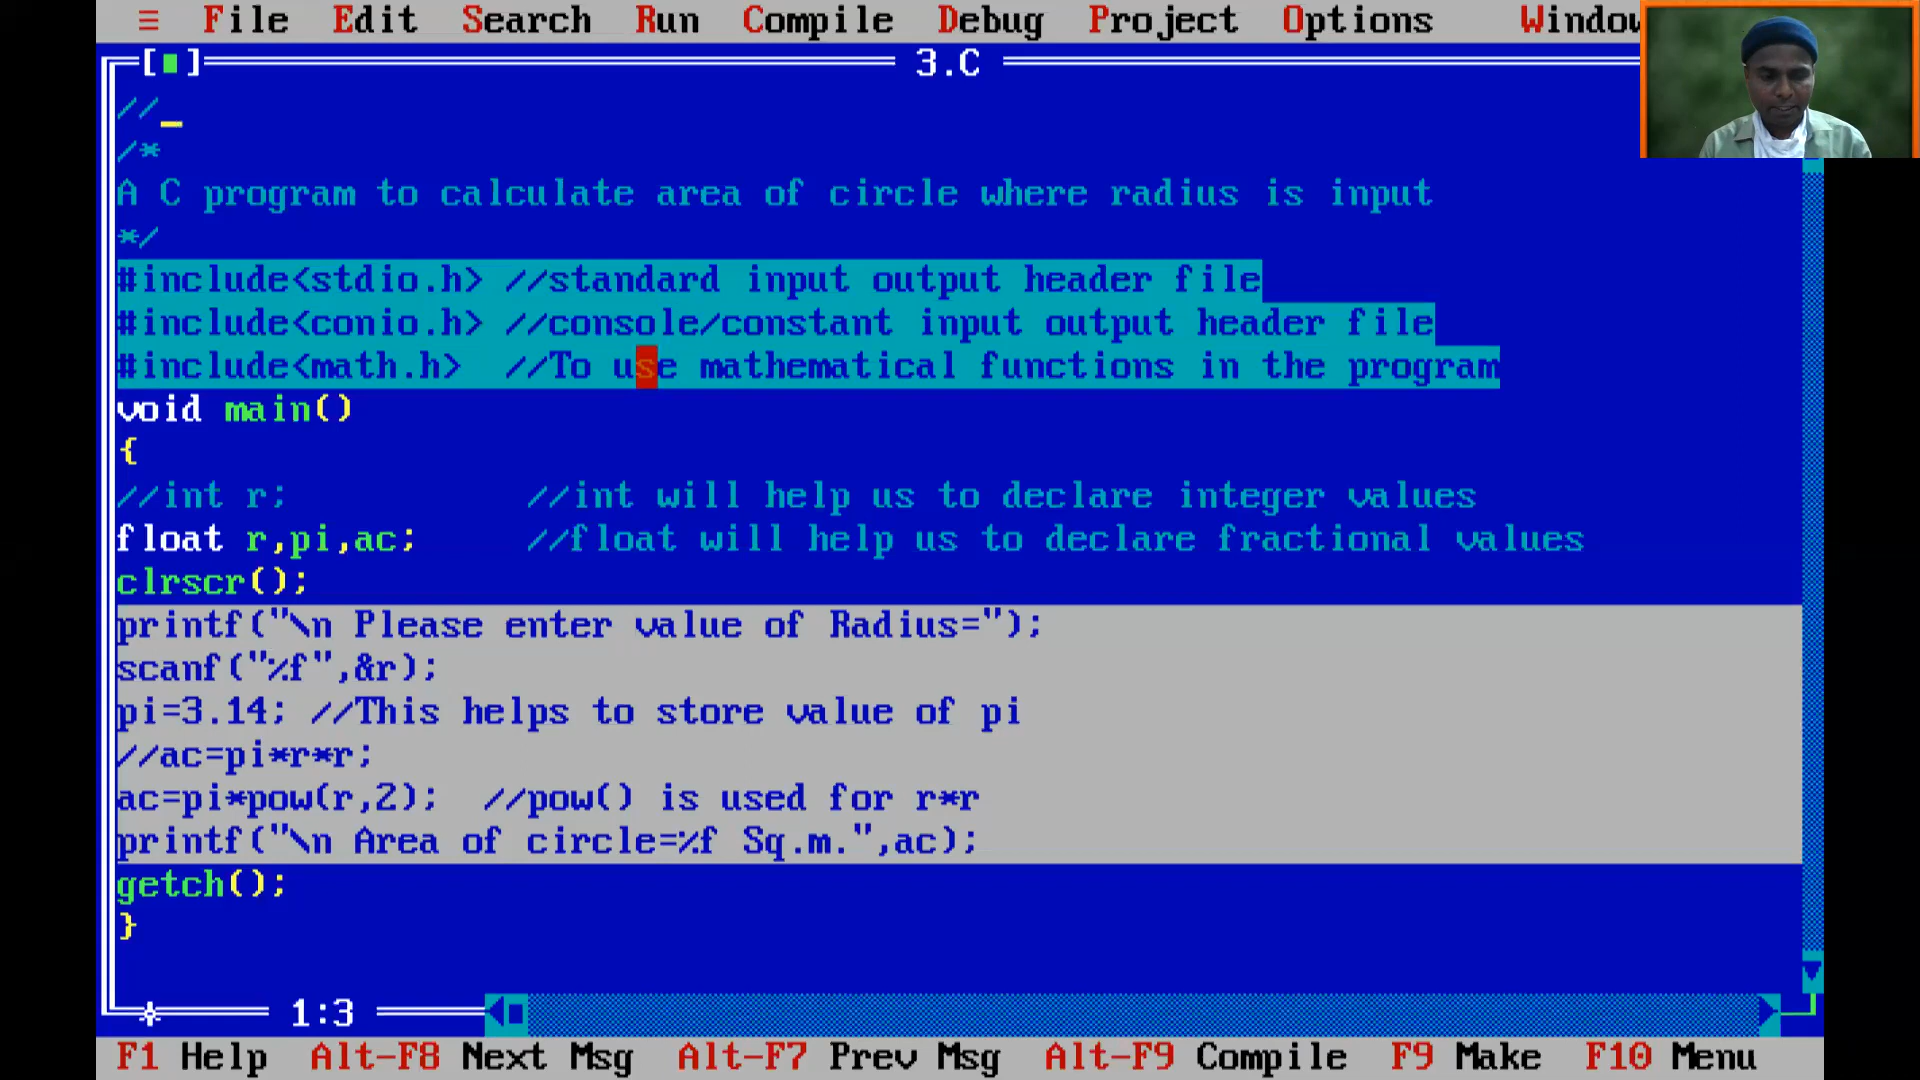 ≡ File Edit Search Run Compile Debug Project Options Window
[■] 3.C
//_
/*
A C program to calculate area of circle where radius is input
*/
#include<stdio.h> //standard input output header file
#include<conio.h> //console/constant input output header file
#include<math.h> //To use mathematical functions in the program
void main()
{
//int r; //int will help us to declare integer values
float r,pi,ac; //float will help us to declare fractional values
clrscr();
printf("\n Please enter value of Radius=");
scanf("%f",&r);
pi=3.14; //This helps to store value of pi
//ac=pi*r*r;
ac=pi*pow(r,2); //pow() is used for r*r
printf("\n Area of circle=%f Sq.m.",ac);
getch();
}
1:3
F1 Help Alt-F8 Next Msg Alt-F7 Prev Msg Alt-F9 Compile F9 Make F10 Menu